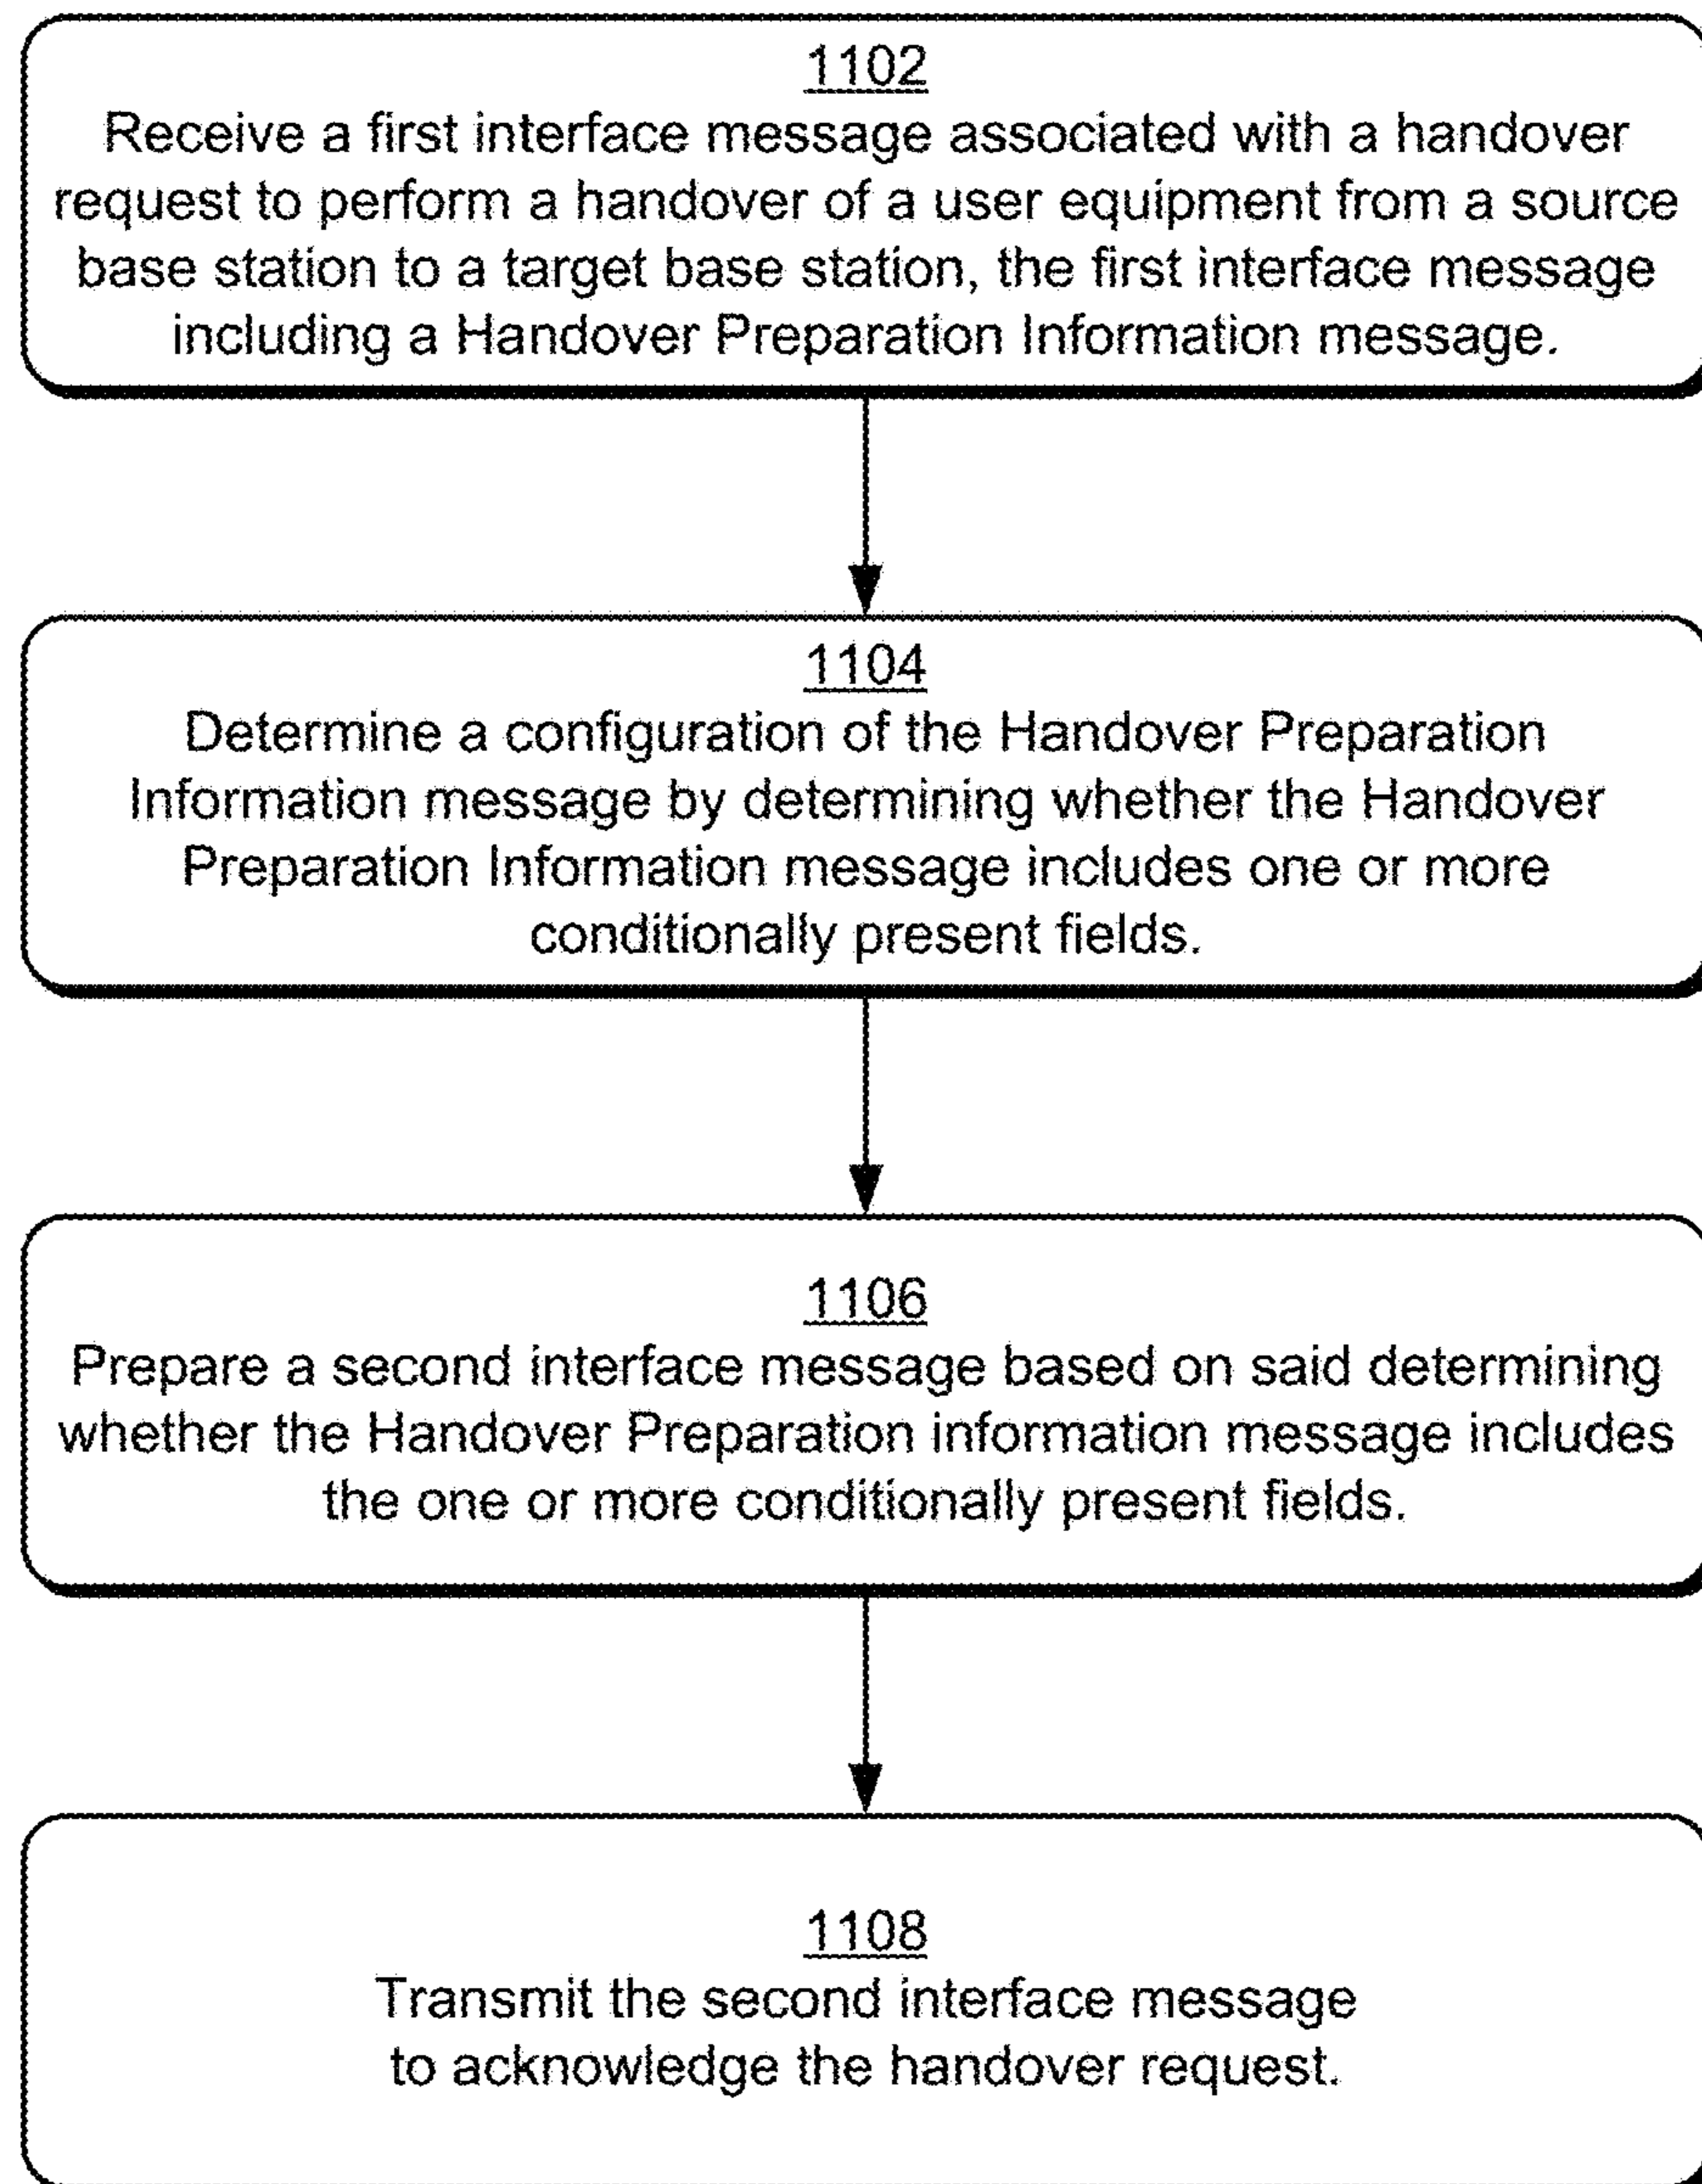 1102
Receive a first interface message associated with a handover
request to perform a handover of a user equipment from a source
base station to a target base station, the first interface message
including a Handover Preparation Information message.
1104
Determine a configuration of the Handover Preparation
Information message by determining whether the Handover
Preparation Information message includes one or more
conditionally present fields.
1106
Prepare a second interface message based on said determining
whether the Handover Preparation information message includes
the one or more conditionally present fields.
1108
Transmit the second interface message
to acknowledge the handover request.